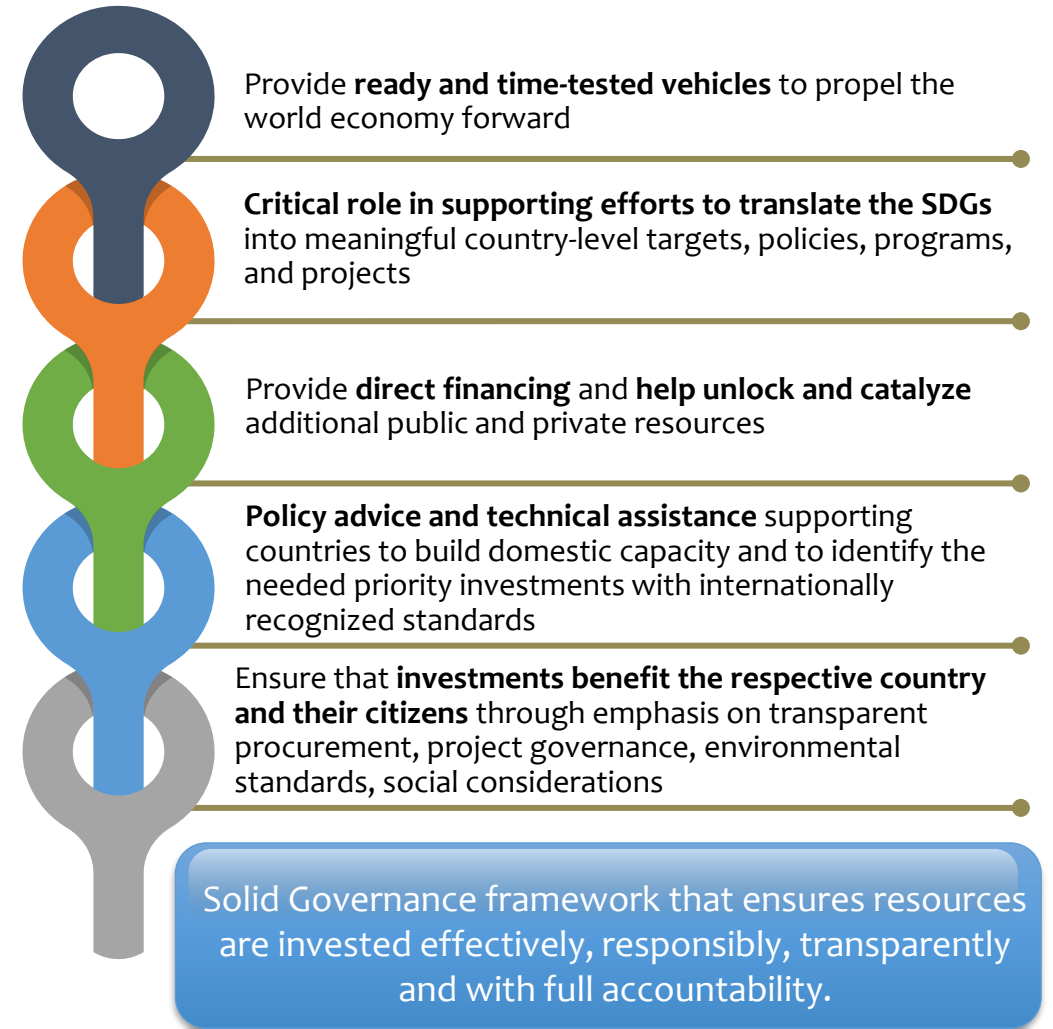 Provide ready and time-tested vehicles to propel the
world economy forward
Critical role in supporting efforts to translate the SDGs
into meaningful country-level targets, policies, programs,
and projects
Provide direct financing and help unlock and catalyze
additional public and private resources
Policy advice and technical assistance supporting
countries to build domestic capacity and to identify the
needed priority investments with internationally
recognized standards
Ensure that investments benefit the respective country
and their citizens through emphasis on transparent
procurement, project governance, environmental
standards, social considerations
Solid Governance framework that ensures resources
are invested effectively, responsibly, transparently
and with full accountability.